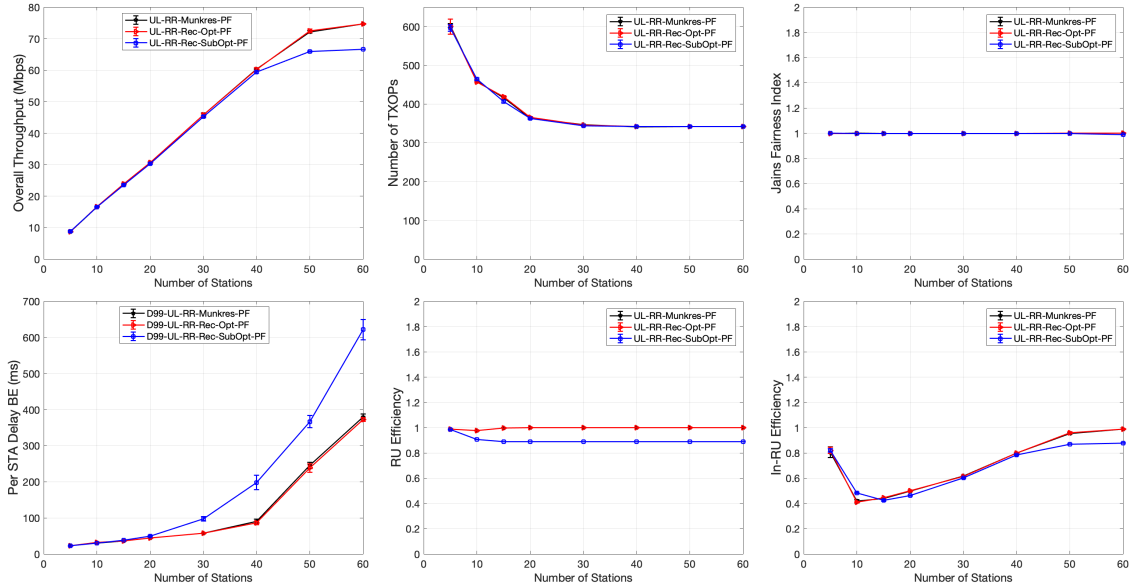 Overall Throughput (Mbps)
80
70
60
50
40
30
20
10
0
0 10 20 30 40 50 60
Number of Stations
UL-RR-Munkres-PF
UL-RR-Rec-Opt-PF
UL-RR-Rec-SubOpt-PF
Number of TXOPs
600
500
400
300
200
100
0
0 10 20 30 40 50 60
Number of Stations
UL-RR-Munkres-PF
UL-RR-Rec-Opt-PF
UL-RR-Rec-SubOpt-PF
Jains Fairness Index
2
1.8
1.6
1.4
1.2
1
0.8
0.6
0.4
0.2
0
0 10 20 30 40 50 60
Number of Stations
UL-RR-Munkres-PF
UL-RR-Rec-Opt-PF
UL-RR-Rec-SubOpt-PF
Per STA Delay BE (ms)
700
600
500
400
300
200
100
0
0 10 20 30 40 50 60
Number of Stations
D99-UL-RR-Munkres-PF
D99-UL-RR-Rec-Opt-PF
D99-UL-RR-Rec-SubOpt-PF
RU Efficiency
2
1.8
1.6
1.4
1.2
1
0.8
0.6
0.4
0.2
0
0 10 20 30 40 50 60
Number of Stations
UL-RR-Munkres-PF
UL-RR-Rec-Opt-PF
UL-RR-Rec-SubOpt-PF
In-RU Efficiency
2
1.8
1.6
1.4
1.2
1
0.8
0.6
0.4
0.2
0
0 10 20 30 40 50 60
Number of Stations
UL-RR-Munkres-PF
UL-RR-Rec-Opt-PF
UL-RR-Rec-SubOpt-PF